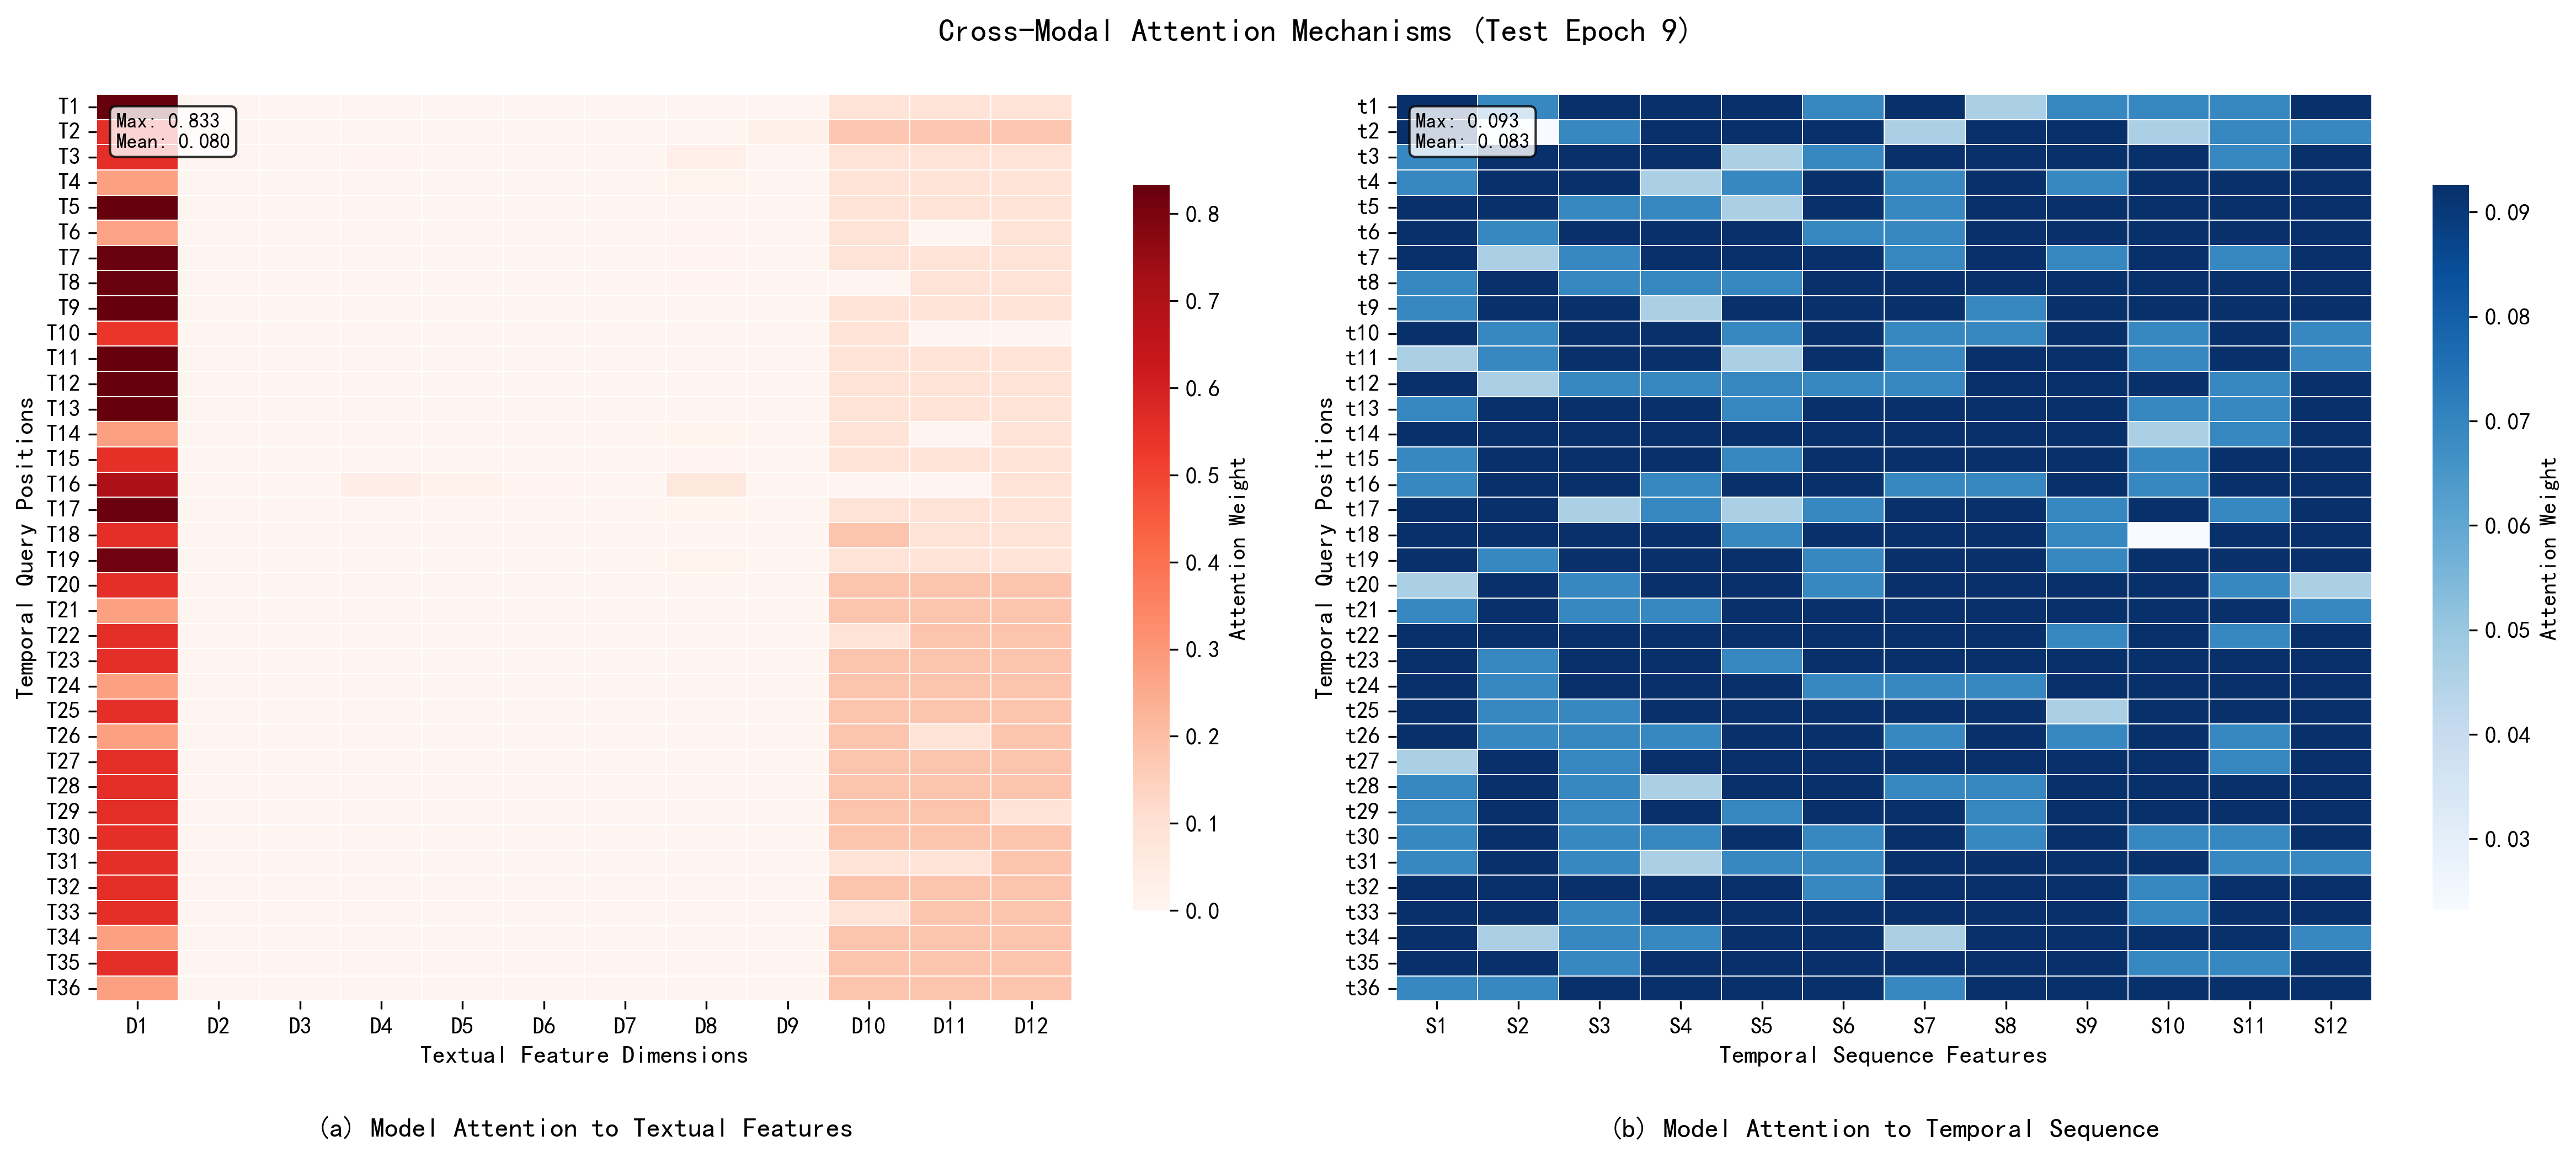 Cross-Modal Attention Mechanisms (Test Epoch 9)
Temporal Query Positions
T1
T2
T3
T4
T5
T6
T7
T8
T9
T10
T11
T12
T13
T14
T15
T16
T17
T18
T19
T20
T21
T22
T23
T24
T25
T26
T27
T28
T29
T30
T31
T32
T33
T34
T35
T36
Max: 0.833
Mean: 0.080
D1 D2 D3 D4 D5 D6 D7 D8 D9 D10 D11 D12
Textual Feature Dimensions
(a) Model Attention to Textual Features
0.8
0.7
0.6
0.5
0.4
0.3
0.2
0.1
0.0
Attention Weight
Temporal Query Positions
t1
t2
t3
t4
t5
t6
t7
t8
t9
t10
t11
t12
t13
t14
t15
t16
t17
t18
t19
t20
t21
t22
t23
t24
t25
t26
t27
t28
t29
t30
t31
t32
t33
t34
t35
t36
Max: 0.093
Mean: 0.083
S1 S2 S3 S4 S5 S6 S7 S8 S9 S10 S11 S12
Temporal Sequence Features
(b) Model Attention to Temporal Sequence
0.09
0.08
0.07
0.06
0.05
0.04
0.03
Attention Weight